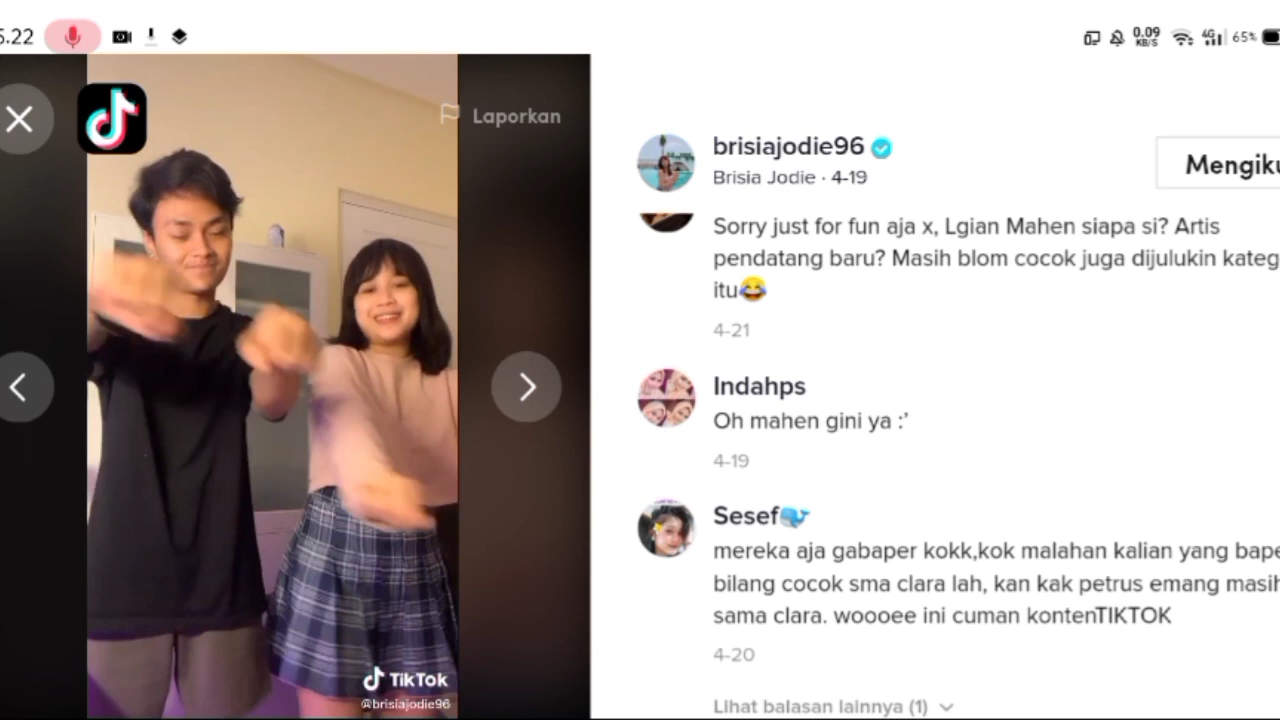 5.22
0.09
KB/S
4G
65%
Laporkan
brisiajodie96
Brisia Jodie · 4-19
Sorry just for fun aja x, Lgian Mahen siapa si? Artis
pendatang baru? Masih blom cocok juga dijulukin kateg
itu😂
4-21
Indahps
Oh mahen gini ya :’
4-19
Sesef🐳
mereka aja gabaper kokk,kok malahan kalian yang bape
bilang cocok sma clara lah, kan kak petrus emang masih
sama clara. woooee ini cuman kontenTIKTOK
4-20
Lihat balasan lainnya (1)
Mengiku
TikTok
@brisiajodie96